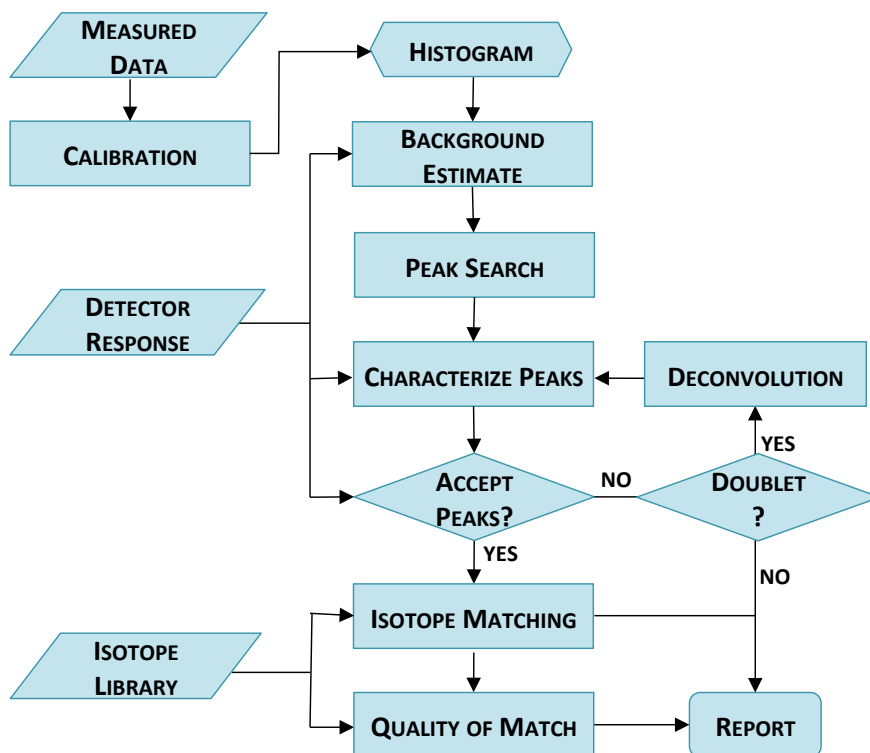 MEASURED
DATA
HISTOGRAM
CALIBRATION
BACKGROUND
ESTIMATE
PEAK SEARCH
DETECTOR
RESPONSE
CHARACTERIZE PEAKS
DECONVOLUTION
YES
ACCEPT
PEAKS?
NO
DOUBLET
?
YES
NO
ISOTOPE MATCHING
ISOTOPE
LIBRARY
QUALITY OF MATCH
REPORT